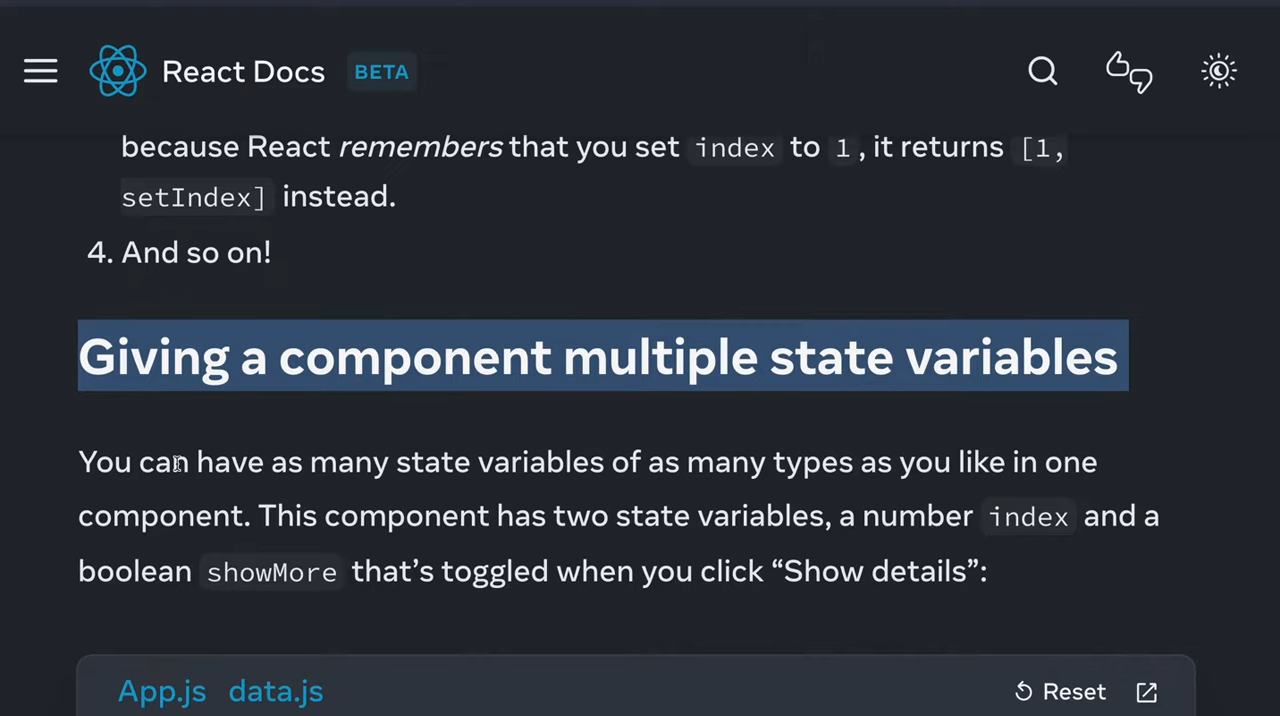 React Docs BETA
because React remembers that you set index to 1, it returns [1,
setIndex] instead.
4. And so on!
Giving a component multiple state variables
You can have as many state variables of as many types as you like in one
component. This component has two state variables, a number index and a
boolean showMore that’s toggled when you click “Show details”:
App.js data.js Reset